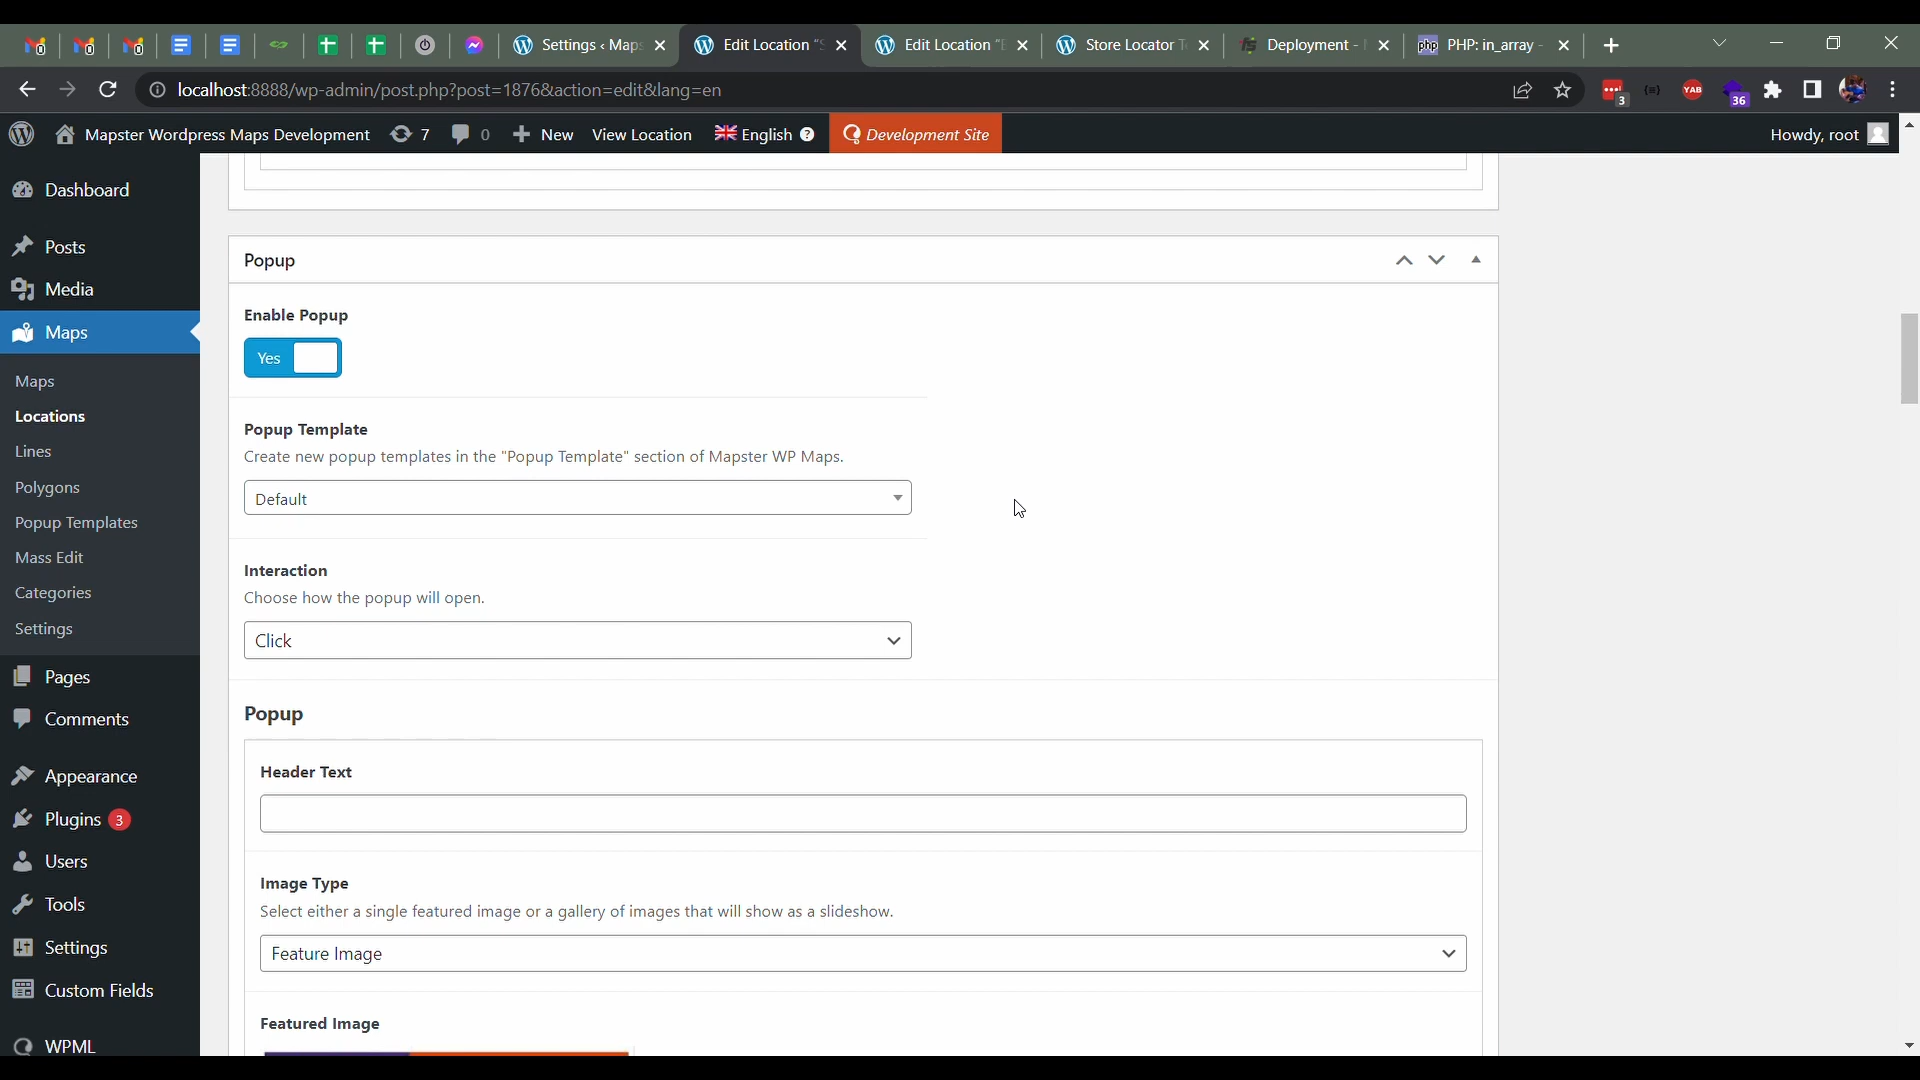 Settings ‹ Map
Edit Location "S
Edit Location "E
Store Locator T
Deployment -
php
PHP: in_array -
localhost:8888/wp-admin/post.php?post=1876&action=edit&lang=en
3
YAB
36
Mapster Wordpress Maps Development
7
0
New
View Location
English
Development Site
Howdy, root
Dashboard
Posts
Media
Maps
Maps
Locations
Lines
Polygons
Popup Templates
Mass Edit
Categories
Settings
Pages
Comments
Appearance
Plugins 3
Users
Tools
Settings
Custom Fields
WPML
Popup
Enable Popup
Yes
Popup Template
Create new popup templates in the "Popup Template" section of Mapster WP Maps.
Default
Interaction
Choose how the popup will open.
Click
Popup
Header Text
Image Type
Select either a single featured image or a gallery of images that will show as a slideshow.
Feature Image
Featured Image